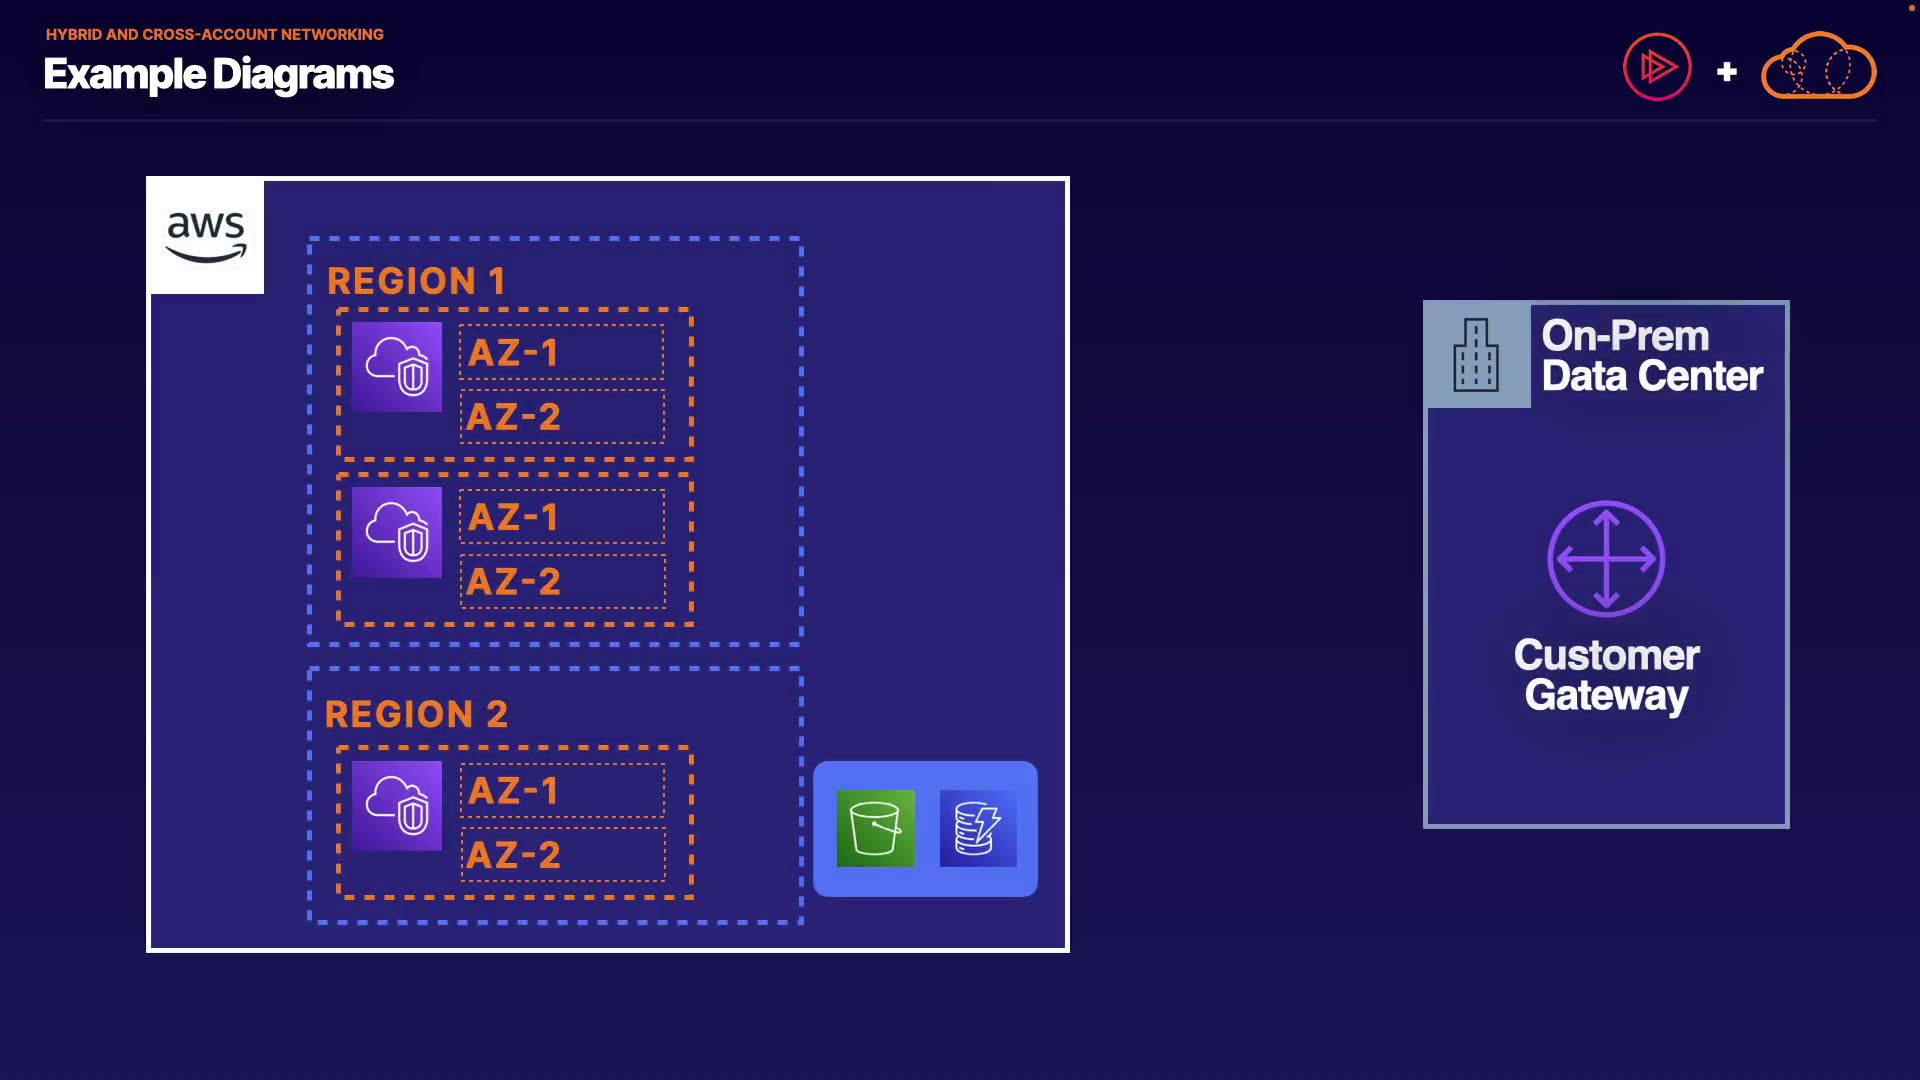 HYBRID AND CROSS-ACCOUNT NETWORKING
Example Diagrams
aws
REGION 1
AZ-1
AZ-2
AZ-1
AZ-2
REGION 2
AZ-1
AZ-2
On-Prem
Data Center
Customer
Gateway